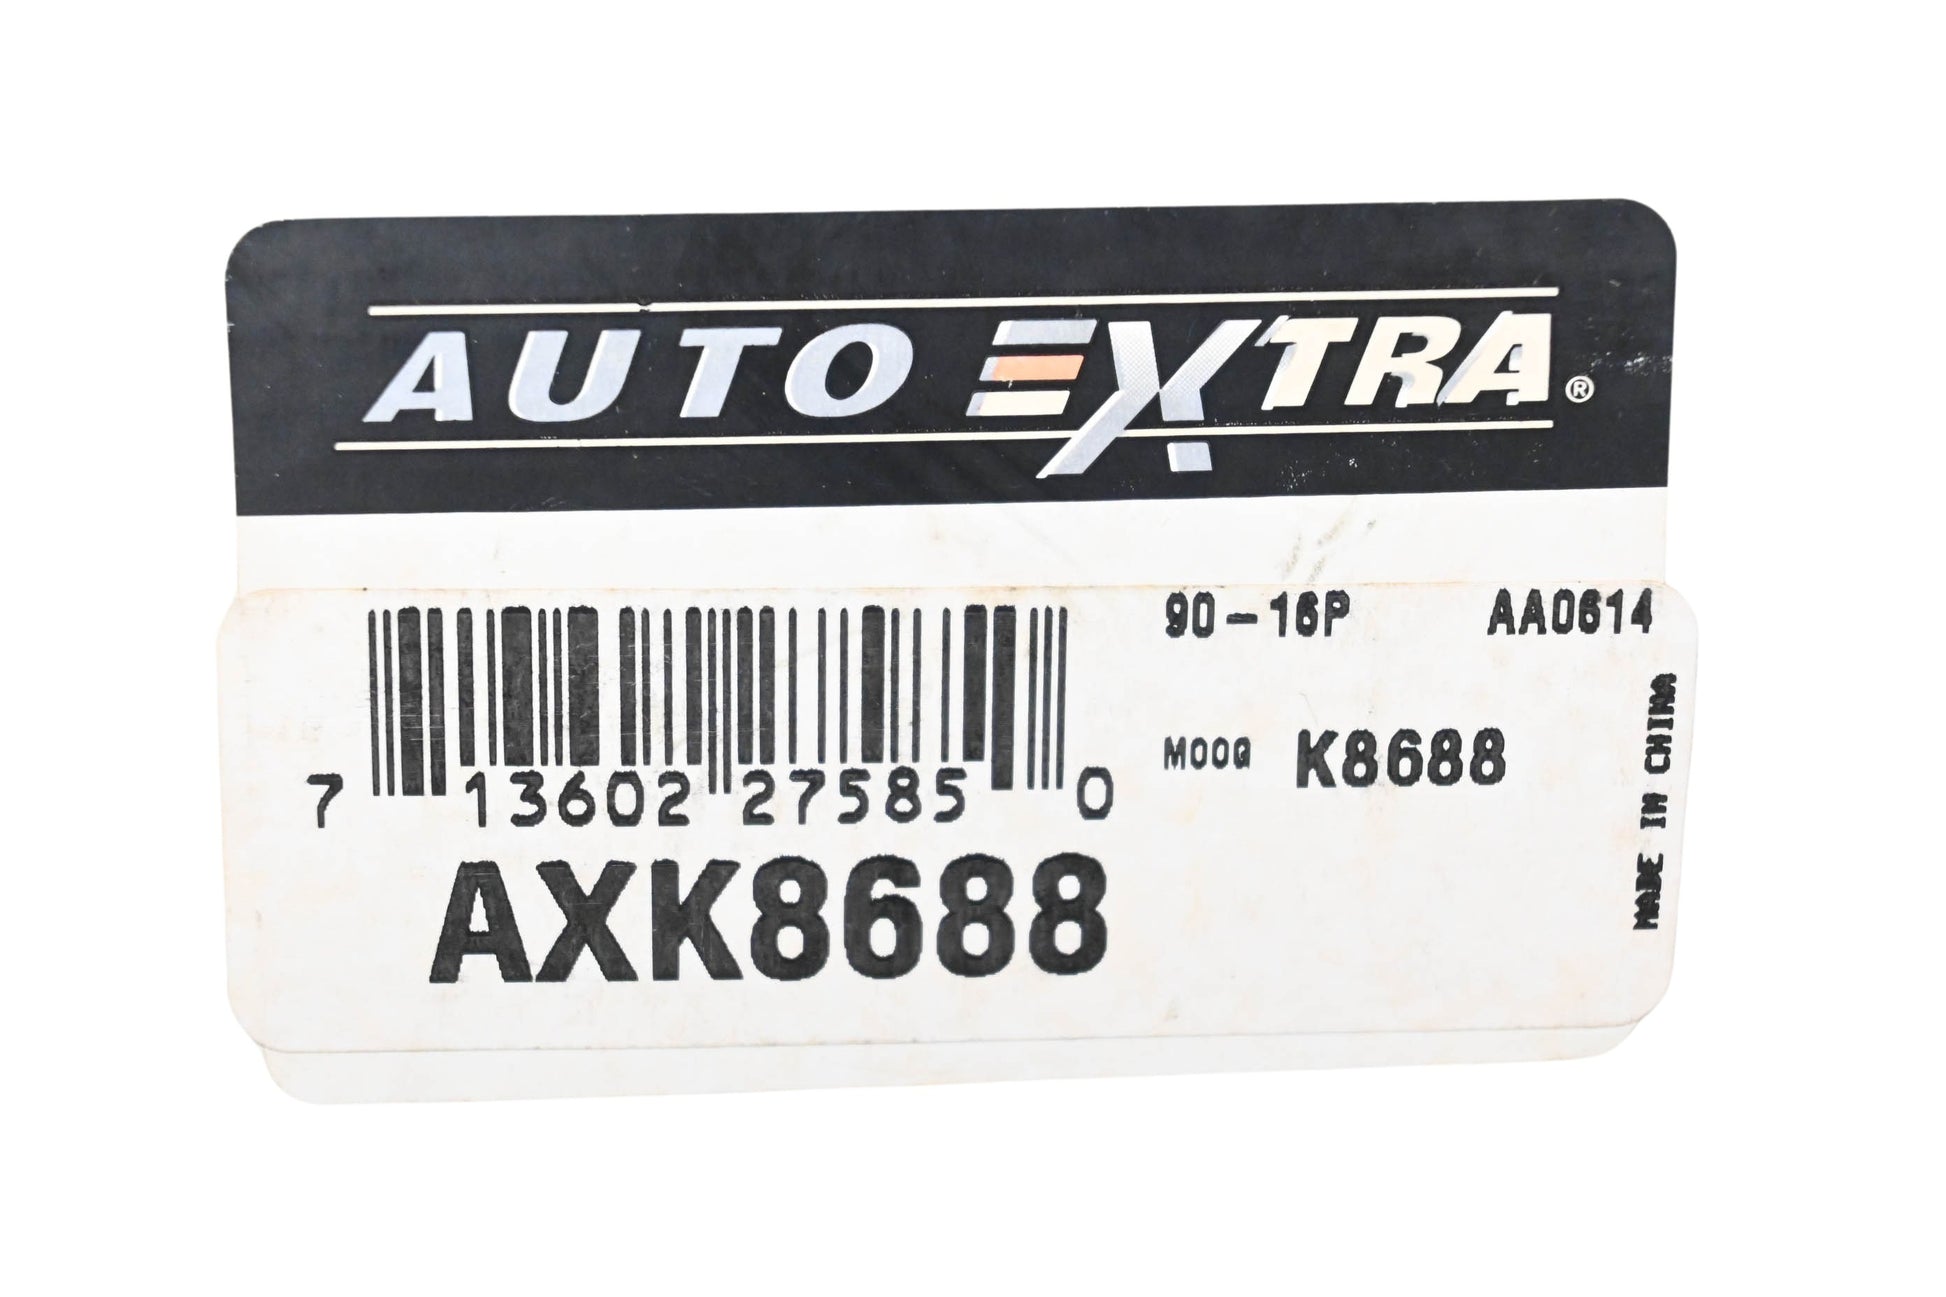 AUTO EXTRA®
90-16P AA0614
MOOG K8688
7 13602 27585 0
AXK8688
MADE IN CHINA